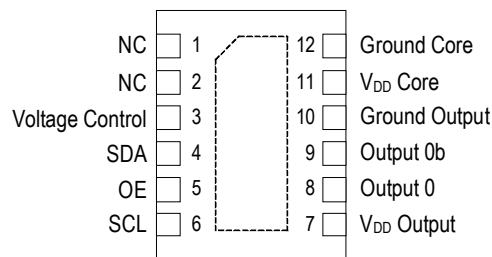 NC 1 12 Ground Core
NC 2 11 VDD Core
Voltage Control 3 10 Ground Output
SDA 4 9 Output 0b
OE 5 8 Output 0
SCL 6 7 VDD Output